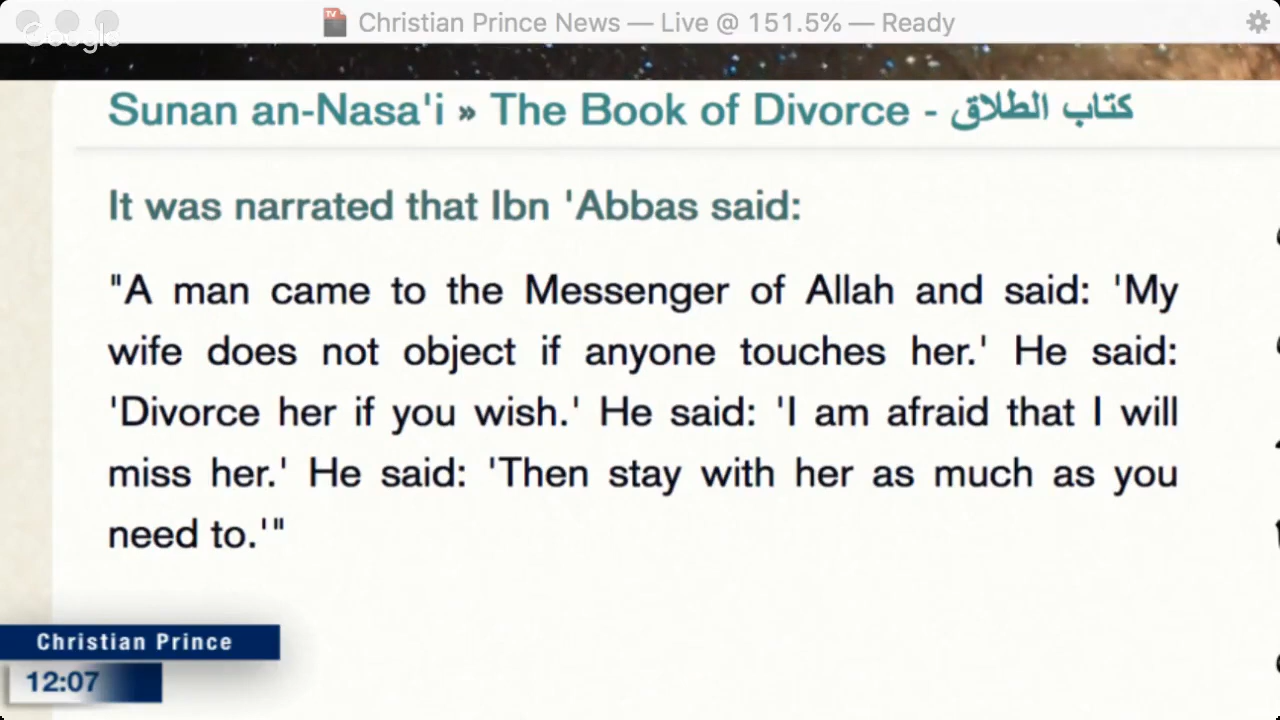 Google
Christian Prince News — Live @ 151.5% — Ready
Sunan an-Nasa'i » The Book of Divorce - كتاب الطلاق
It was narrated that Ibn 'Abbas said:
"A man came to the Messenger of Allah and said: 'My
wife does not object if anyone touches her.' He said:
'Divorce her if you wish.' He said: 'I am afraid that I will
miss her.' He said: 'Then stay with her as much as you
need to.'"
Christian Prince
12:07